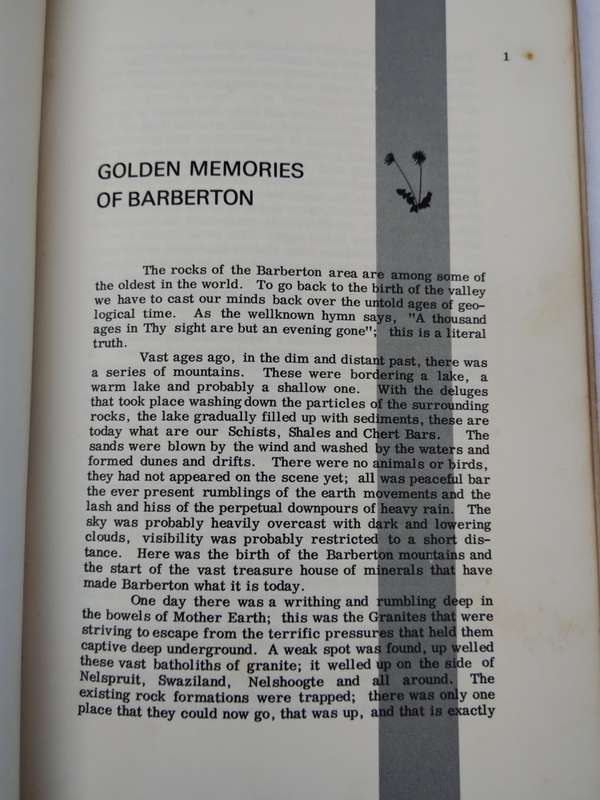 1
GOLDEN MEMORIES
OF BARBERTON
The rocks of the Barberton area are among some of
the oldest in the world. To go back to the birth of the valley
we have to cast our minds back over the untold ages of geo-
logical time. As the wellknown hymn says, "A thousand
ages in Thy sight are but an evening gone"; this is a literal
truth.
Vast ages ago, in the dim and distant past, there was
a series of mountains. These were bordering a lake, a
warm lake and probably a shallow one. With the deluges
that took place washing down the particles of the surrounding
rocks, the lake gradually filled up with sediments, these are
today what are our Schists, Shales and Chert Bars. The
sands were blown by the wind and washed by the waters and
formed dunes and drifts. There were no animals or birds,
they had not appeared on the scene yet; all was peaceful bar
the ever present rumblings of the earth movements and the
lash and hiss of the perpetual downpours of heavy rain. The
sky was probably heavily overcast with dark and lowering
clouds, visibility was probably restricted to a short dis-
tance. Here was the birth of the Barberton mountains and
the start of the vast treasure house of minerals that have
made Barberton what it is today.
One day there was a writhing and rumbling deep in
the bowels of Mother Earth; this was the Granites that were
striving to escape from the terrific pressures that held them
captive deep underground. A weak spot was found, up welled
these vast batholiths of granite; it welled up on the side of
Nelspruit, Swaziland, Nelshoogte and all around. The
existing rock formations were trapped; there was only one
place that they could now go, that was up, and that is exactly